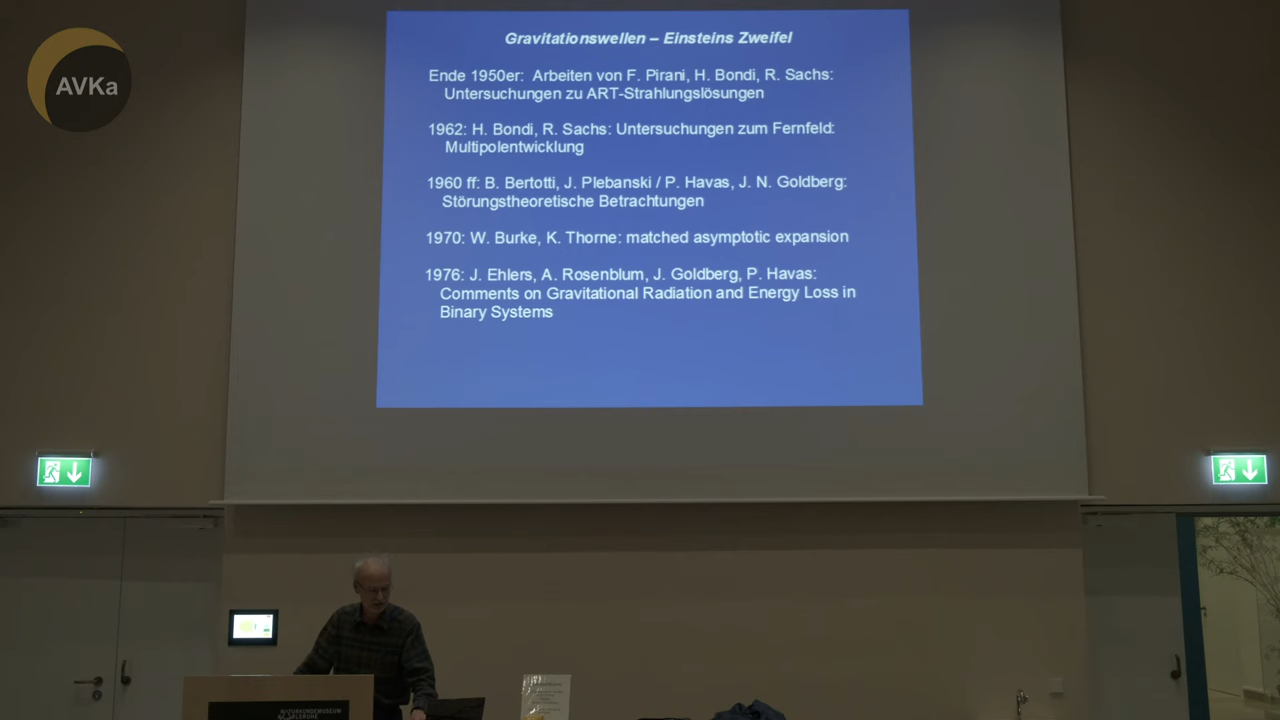 AVKa
Gravitationswellen – Einsteins Zweifel
Ende 1950er: Arbeiten von F. Pirani, H. Bondi, R. Sachs:
Untersuchungen zu ART-Strahlungslösungen
1962: H. Bondi, R. Sachs: Untersuchungen zum Fernfeld:
Multipolentwicklung
1960 ff: B. Bertotti, J. Plebanski / P. Havas, J. N. Goldberg:
Störungstheoretische Betrachtungen
1970: W. Burke, K. Thorne: matched asymptotic expansion
1976: J. Ehlers, A. Rosenblum, J. Goldberg, P. Havas:
Comments on Gravitational Radiation and Energy Loss in
Binary Systems
NATURKUNDEMUSEUM
KARLSRUHE